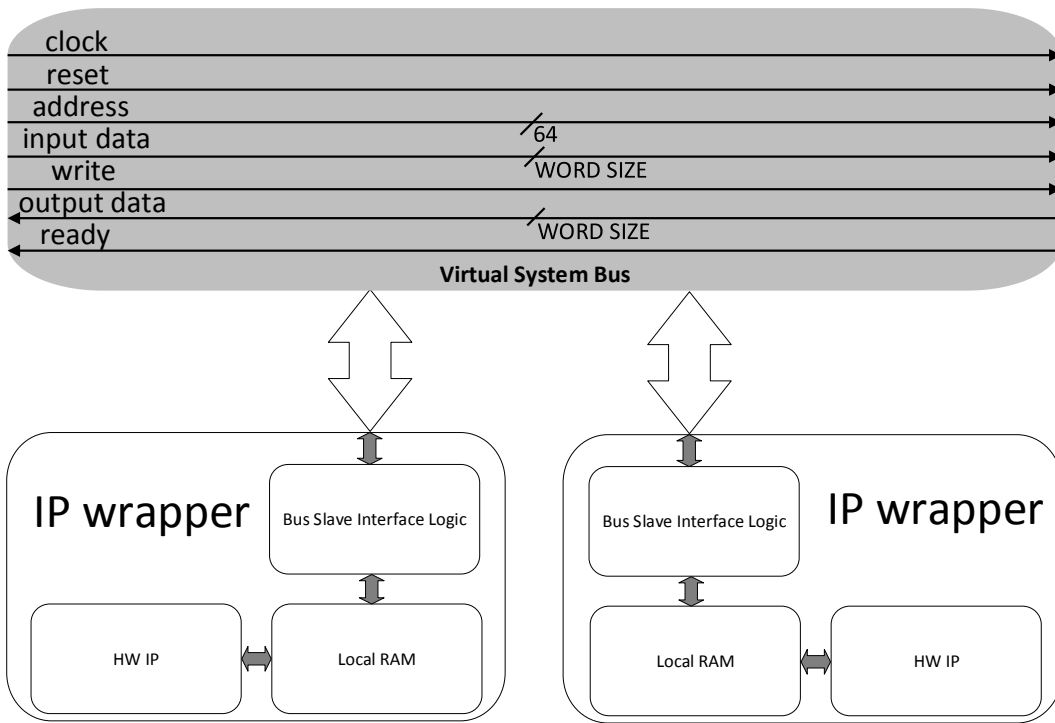 clock
reset
address
64
input data
WORD SIZE
write
output data
WORD SIZE
ready
Virtual System Bus
IP wrapper
Bus Slave Interface Logic
HW IP
Local RAM
Bus Slave Interface Logic
IP wrapper
Local RAM
HW IP